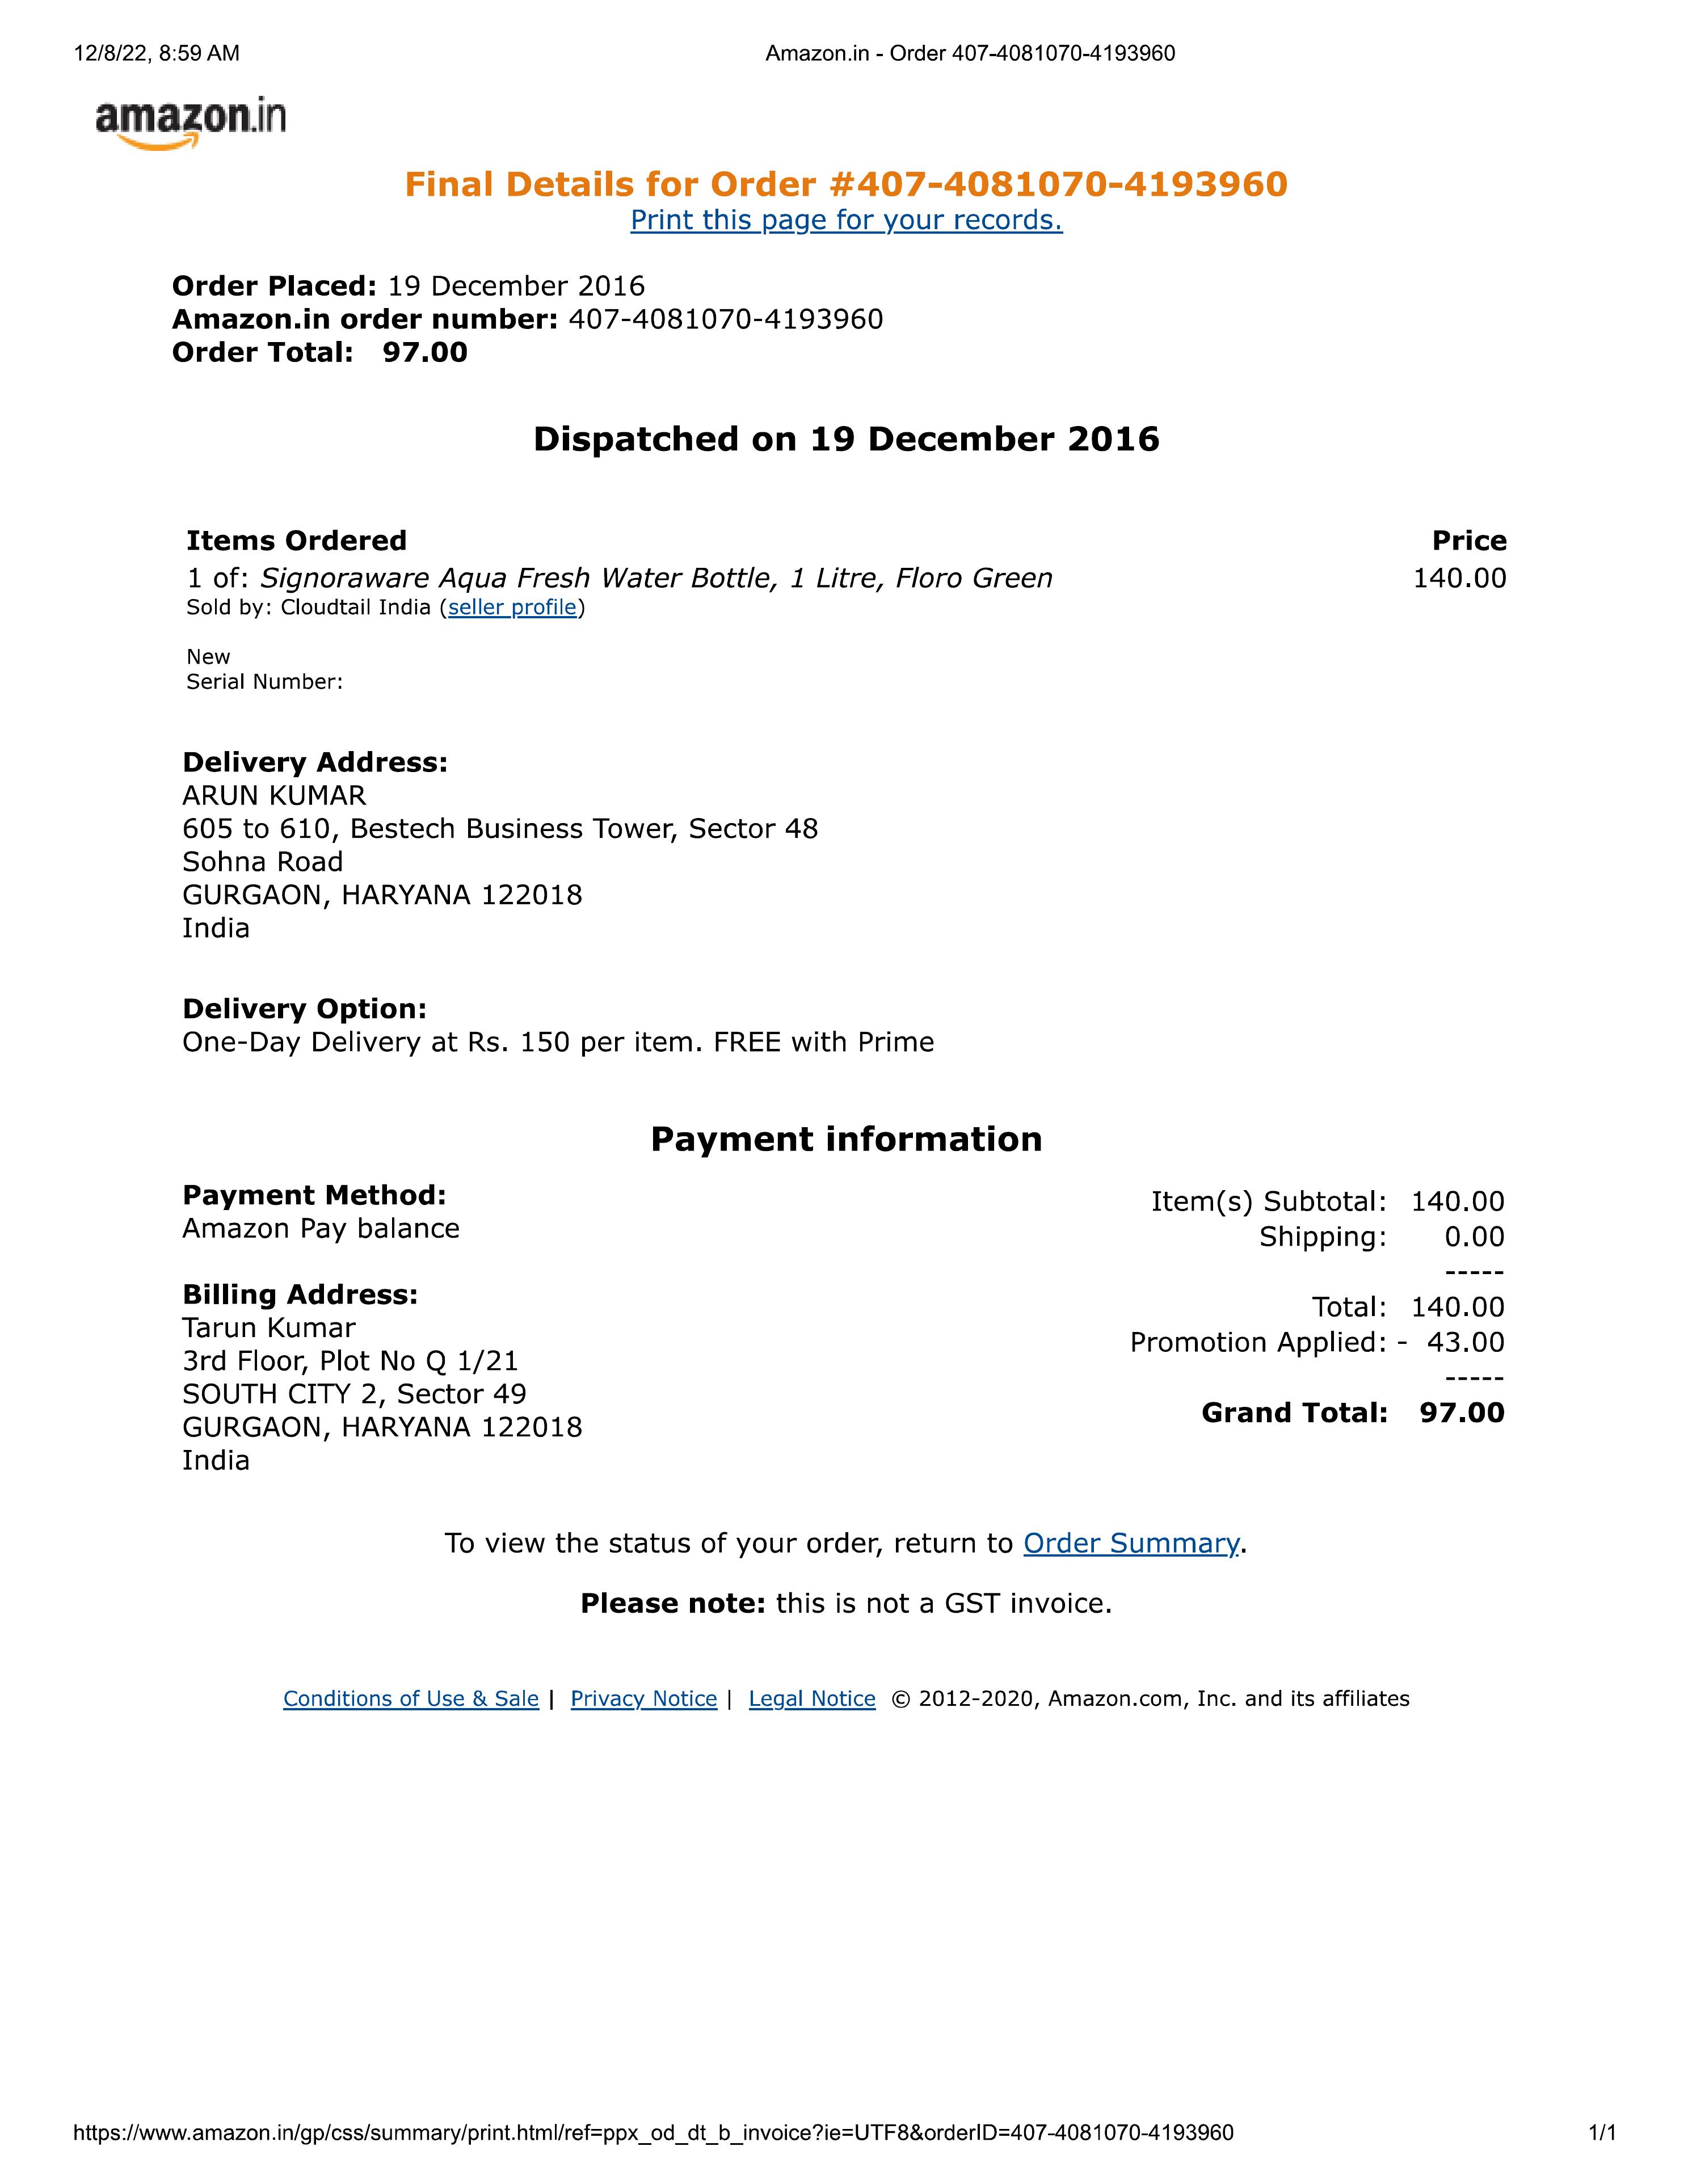 12/8/22, 8:59 AM
Amazon.in - Order 407-4081070-4193960
amazon.in
Final Details for Order #407-4081070-4193960
Print this page for your records.
Order Placed: 19 December 2016
Amazon.in order number: 407-4081070-4193960
Order Total: 97.00
Dispatched on 19 December 2016
Items Ordered Price
1 of: Signoraware Aqua Fresh Water Bottle, 1 Litre, Floro Green 140.00
Sold by: Cloudtail India (seller profile)
New
Serial Number:
Delivery Address:
ARUN KUMAR
605 to 610, Bestech Business Tower, Sector 48
Sohna Road
GURGAON, HARYANA 122018
India
Delivery Option:
One-Day Delivery at Rs. 150 per item. FREE with Prime
Payment information
Payment Method:
Amazon Pay balance
Billing Address:
Tarun Kumar
3rd Floor, Plot No Q 1/21
SOUTH CITY 2, Sector 49
GURGAON, HARYANA 122018
India
Item(s) Subtotal: 140.00
Shipping: 0.00
-----
Total: 140.00
Promotion Applied: - 43.00
-----
Grand Total: 97.00
To view the status of your order, return to Order Summary.
Please note: this is not a GST invoice.
Conditions of Use & Sale | Privacy Notice | Legal Notice © 2012-2020, Amazon.com, Inc. and its affiliates
https://www.amazon.in/gp/css/summary/print.html/ref=ppx_od_dt_b_invoice?ie=UTF8&orderID=407-4081070-4193960 1/1